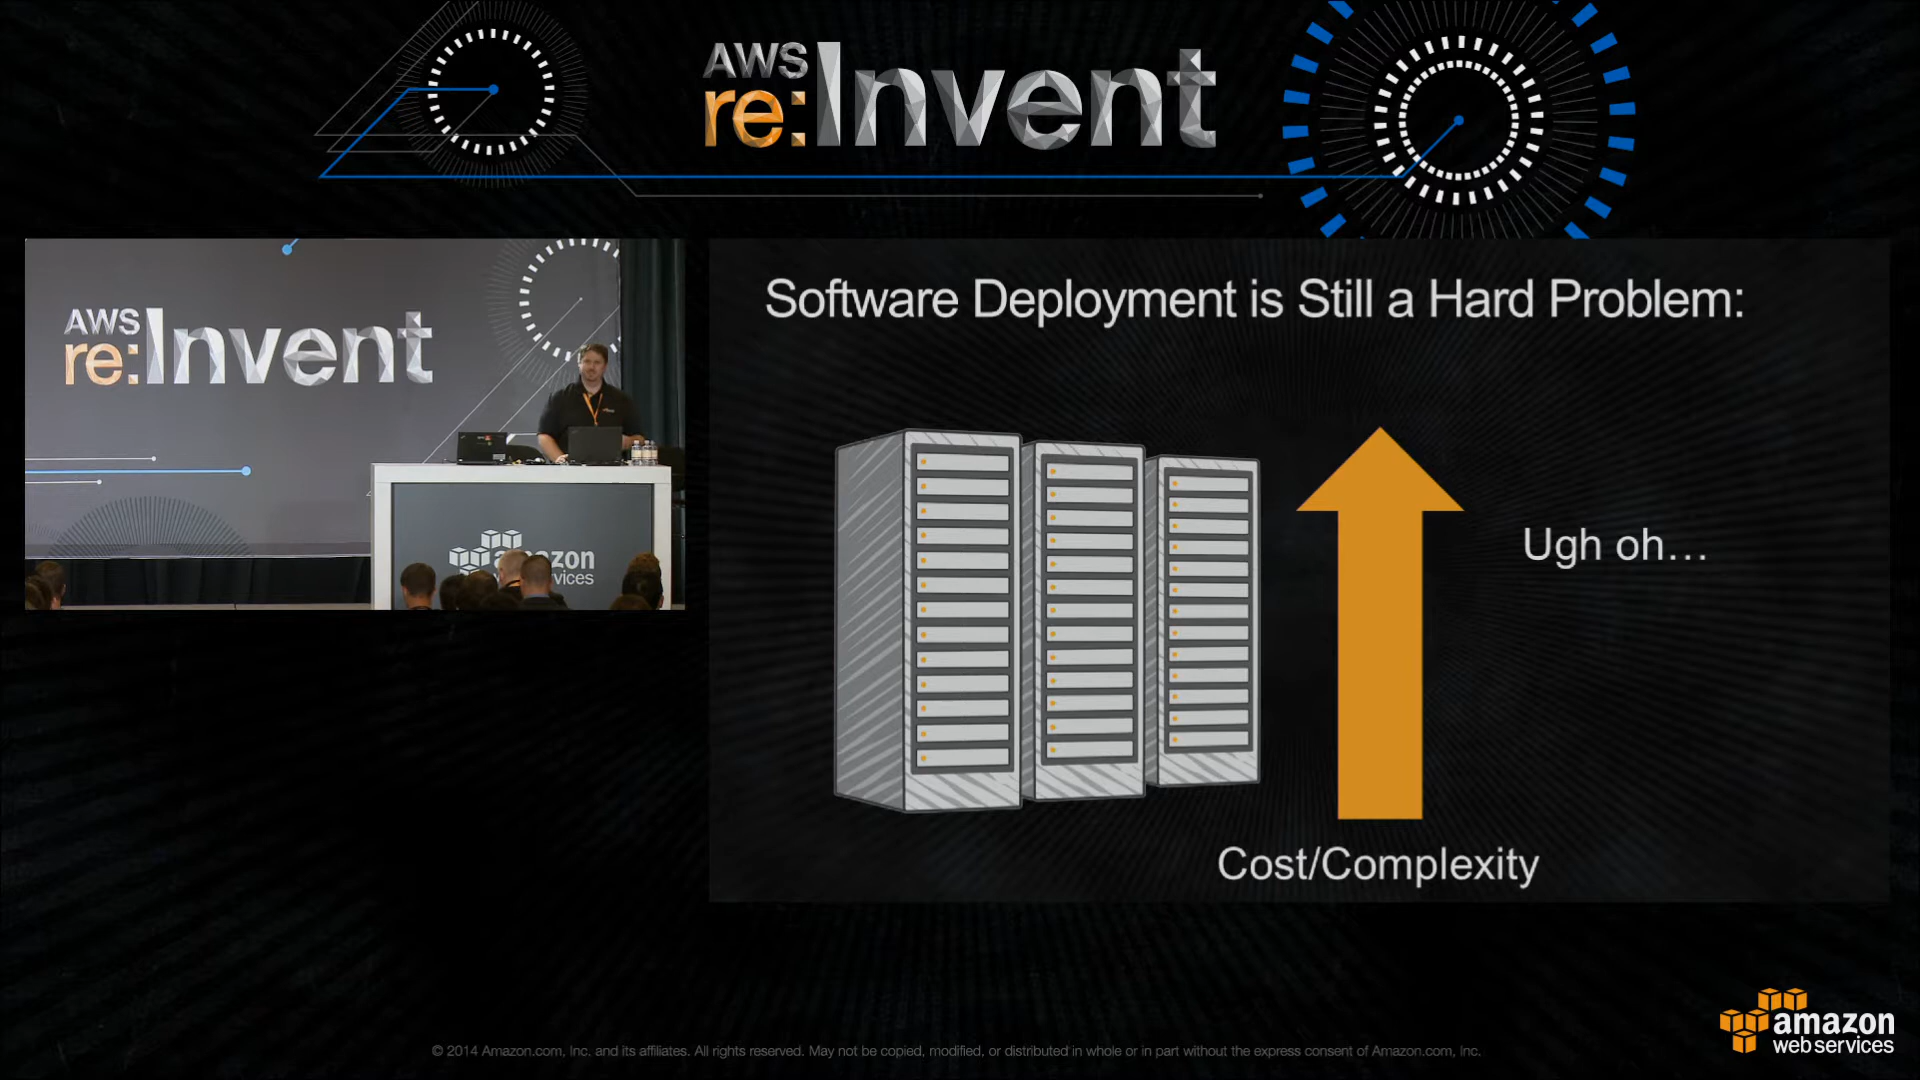 AWS
re:Invent
AWS
re:Invent
amazon
services
Software Deployment is Still a Hard Problem:
Ugh oh…
Cost/Complexity
amazon
web services
© 2014 Amazon.com, Inc. and its affiliates. All rights reserved. May not be copied, modified, or distributed in whole or in part without the express consent of Amazon.com, Inc.